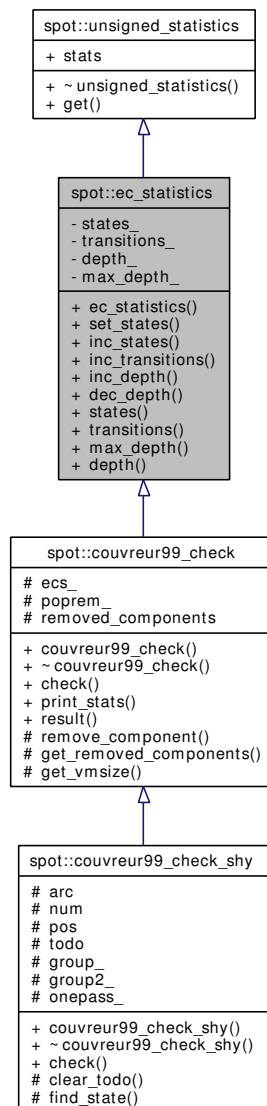 spot::unsigned_statistics
+ stats
+ ~ unsigned_statistics()
+ get()
spot::ec_statistics
- states_
- transitions_
- depth_
- max_depth_
+ ec_statistics()
+ set_states()
+ inc_states()
+ inc_transitions()
+ inc_depth()
+ dec_depth()
+ states()
+ transitions()
+ max_depth()
+ depth()
spot::couvreur99_check
# ecs_
# poprem_
# removed_components
+ couvreur99_check()
+ ~ couvreur99_check()
+ check()
+ print_stats()
+ result()
# remove_component()
# get_removed_components()
# get_vmsize()
spot::couvreur99_check_shy
# arc
# num
# pos
# todo
# group_
# group2_
# onepass_
+ couvreur99_check_shy()
+ ~ couvreur99_check_shy()
+ check()
# clear_todo()
# find_state()